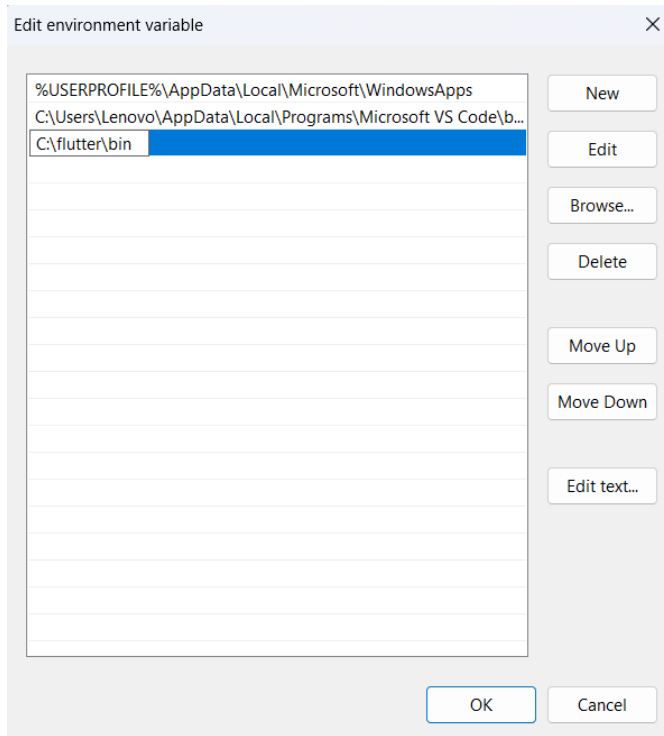 Edit environment variable
%USERPROFILE%\AppData\Local\Microsoft\WindowsApps
New
C:\Users\Lenovo\AppData\Local\Programs\Microsoft VS Code\b...
C:\flutter\bin
Edit
Browse...
Delete
Move Up
Move Down
Edit text...
OK
Cancel